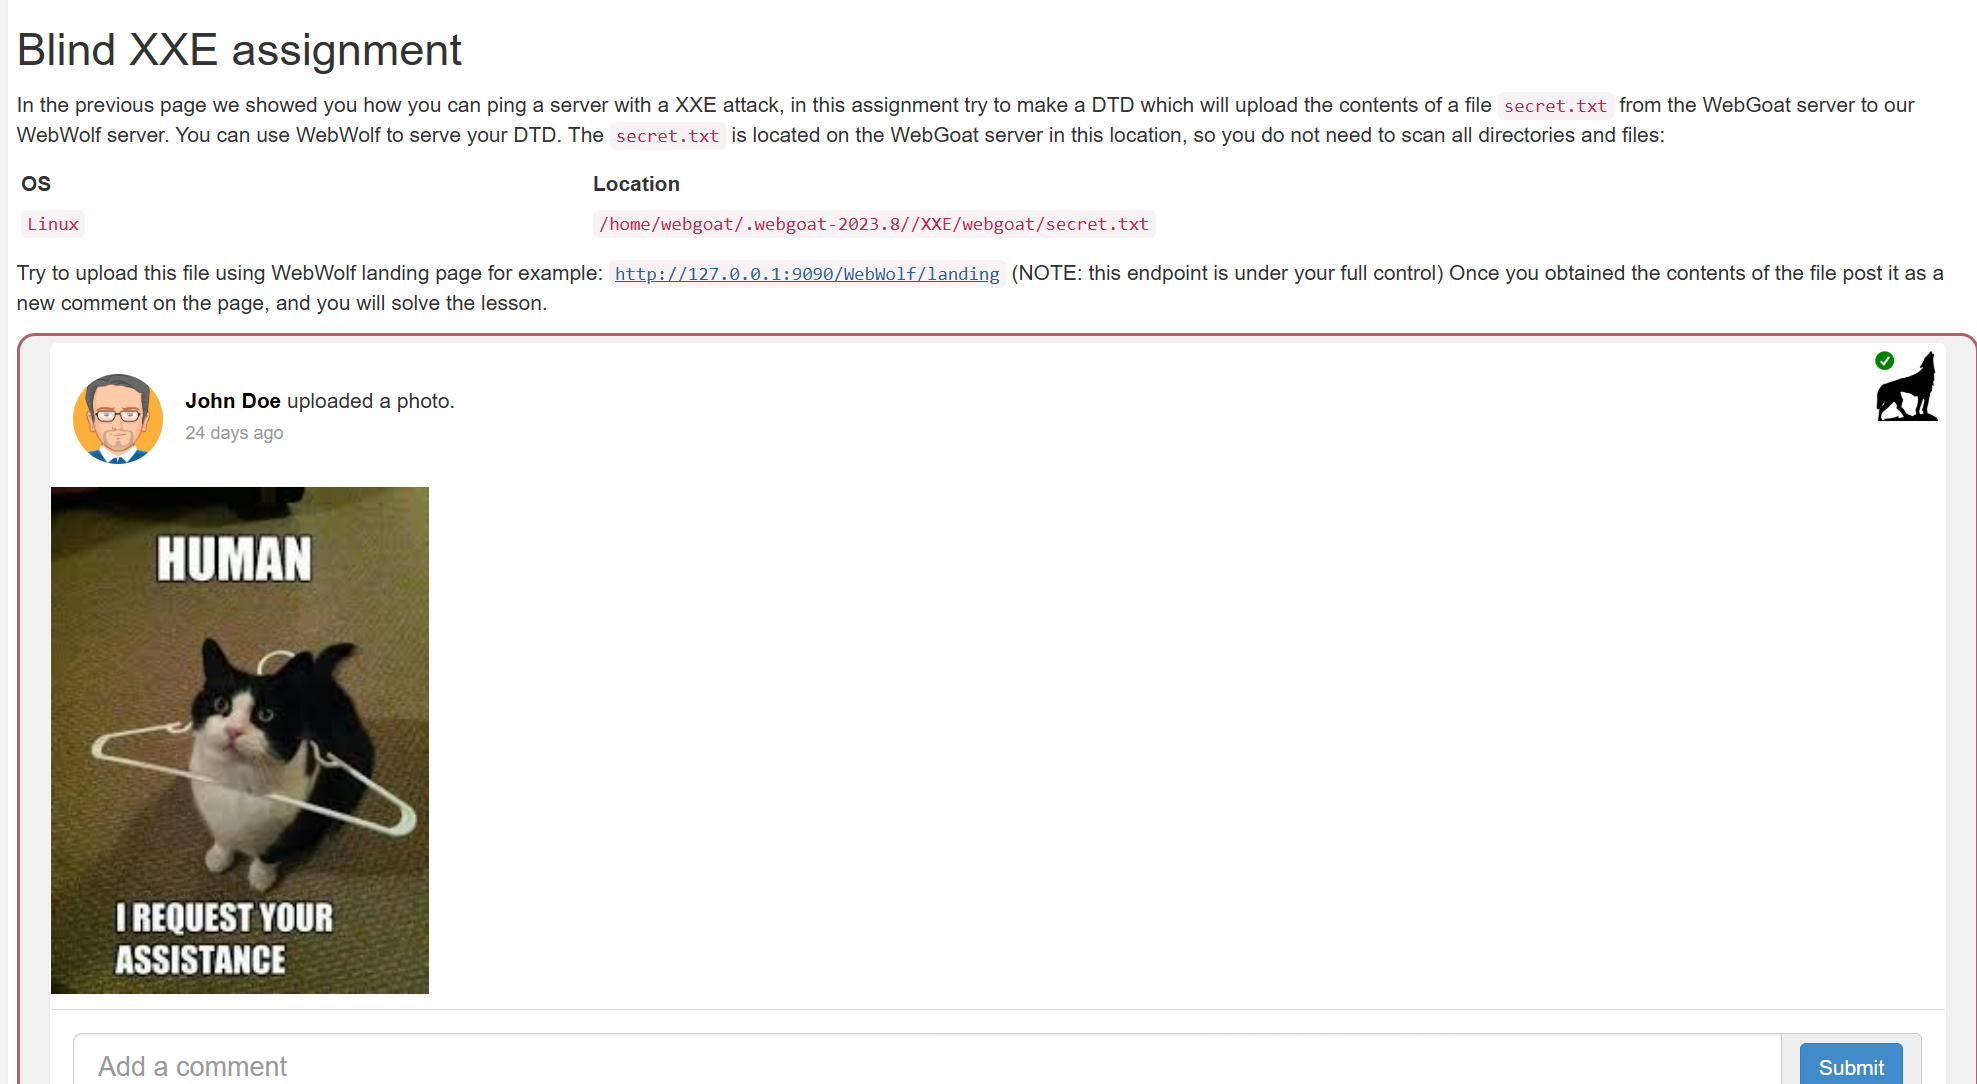 Blind XXE assignment
In the previous page we showed you how you can ping a server with a XXE attack, in this assignment try to make a DTD which will upload the contents of a file secret.txt from the WebGoat server to our
WebWolf server. You can use WebWolf to serve your DTD. The secret.txt is located on the WebGoat server in this location, so you do not need to scan all directories and files:
OS Location
Linux /home/webgoat/.webgoat-2023.8//XXE/webgoat/secret.txt
Try to upload this file using WebWolf landing page for example: http://127.0.0.1:9090/WebWolf/landing (NOTE: this endpoint is under your full control) Once you obtained the contents of the file post it as a
new comment on the page, and you will solve the lesson.
John Doe uploaded a photo.
24 days ago
HUMAN
I REQUEST YOUR
ASSISTANCE
Add a comment
Submit